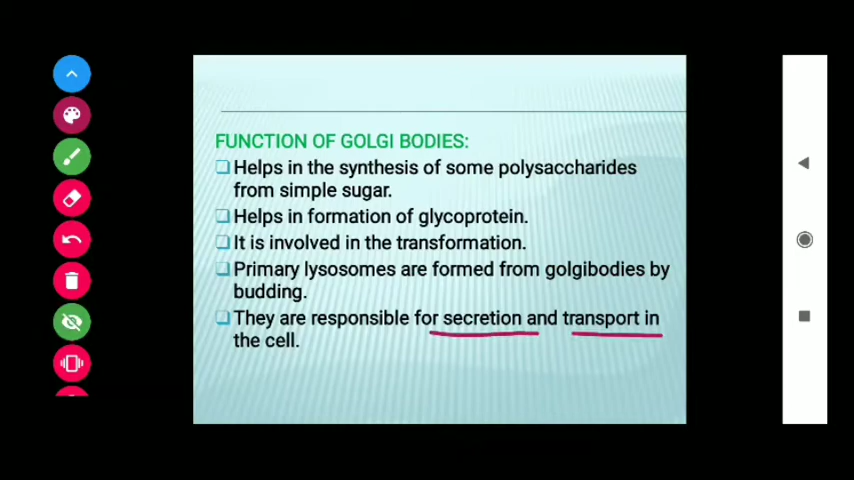 FUNCTION OF GOLGI BODIES:
Helps in the synthesis of some polysaccharides
from simple sugar.
Helps in formation of glycoprotein.
It is involved in the transformation.
Primary lysosomes are formed from golgibodies by
budding.
They are responsible for secretion and transport in
the cell.